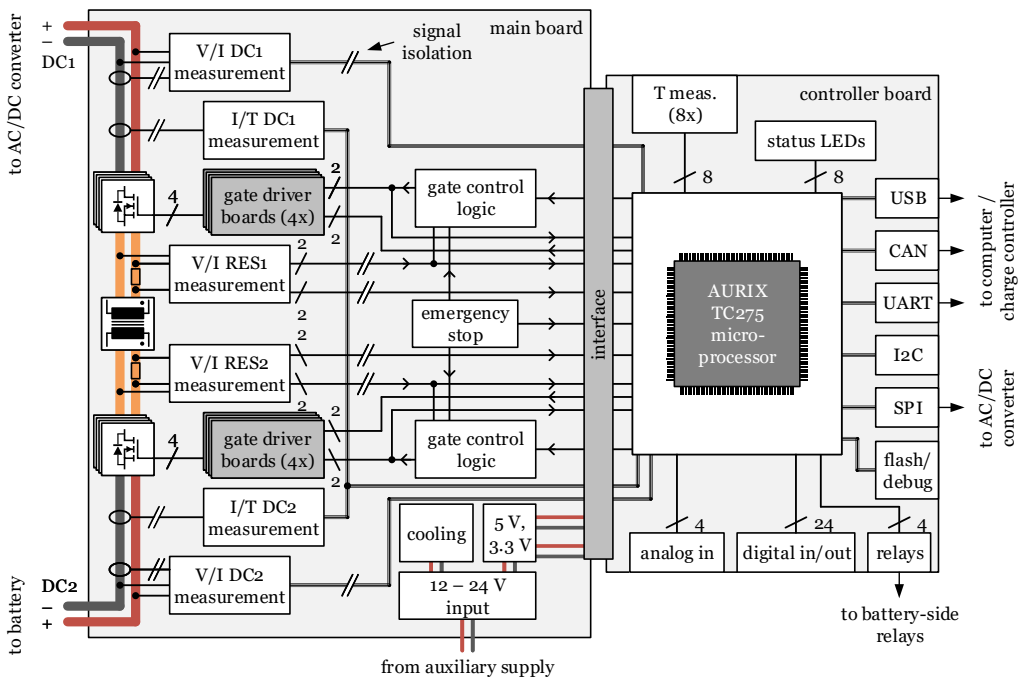 to AC/DC converter
+
−
DC1
V/I DC1
measurement
signal
isolation
main board
I/T DC1
measurement
4
gate driver
boards (4x)
2
2
gate control
logic
V/I RES1
measurement
2
2
emergency
stop
V/I RES2
measurement
2
2
4
gate driver
boards (4x)
2
2
gate control
logic
I/T DC2
measurement
V/I DC2
measurement
to battery
DC2
−
+
cooling
5 V,
3.3 V
12 – 24 V
input
from auxiliary supply
interface
controller board
T meas.
(8x)
8
status LEDs
8
AURIX
TC275
micro-
processor
USB
CAN
UART
I2C
SPI
flash/
debug
to computer /
charge controller
to AC/DC
converter
4
analog in
24
digital in/out
4
relays
to battery-side
relays